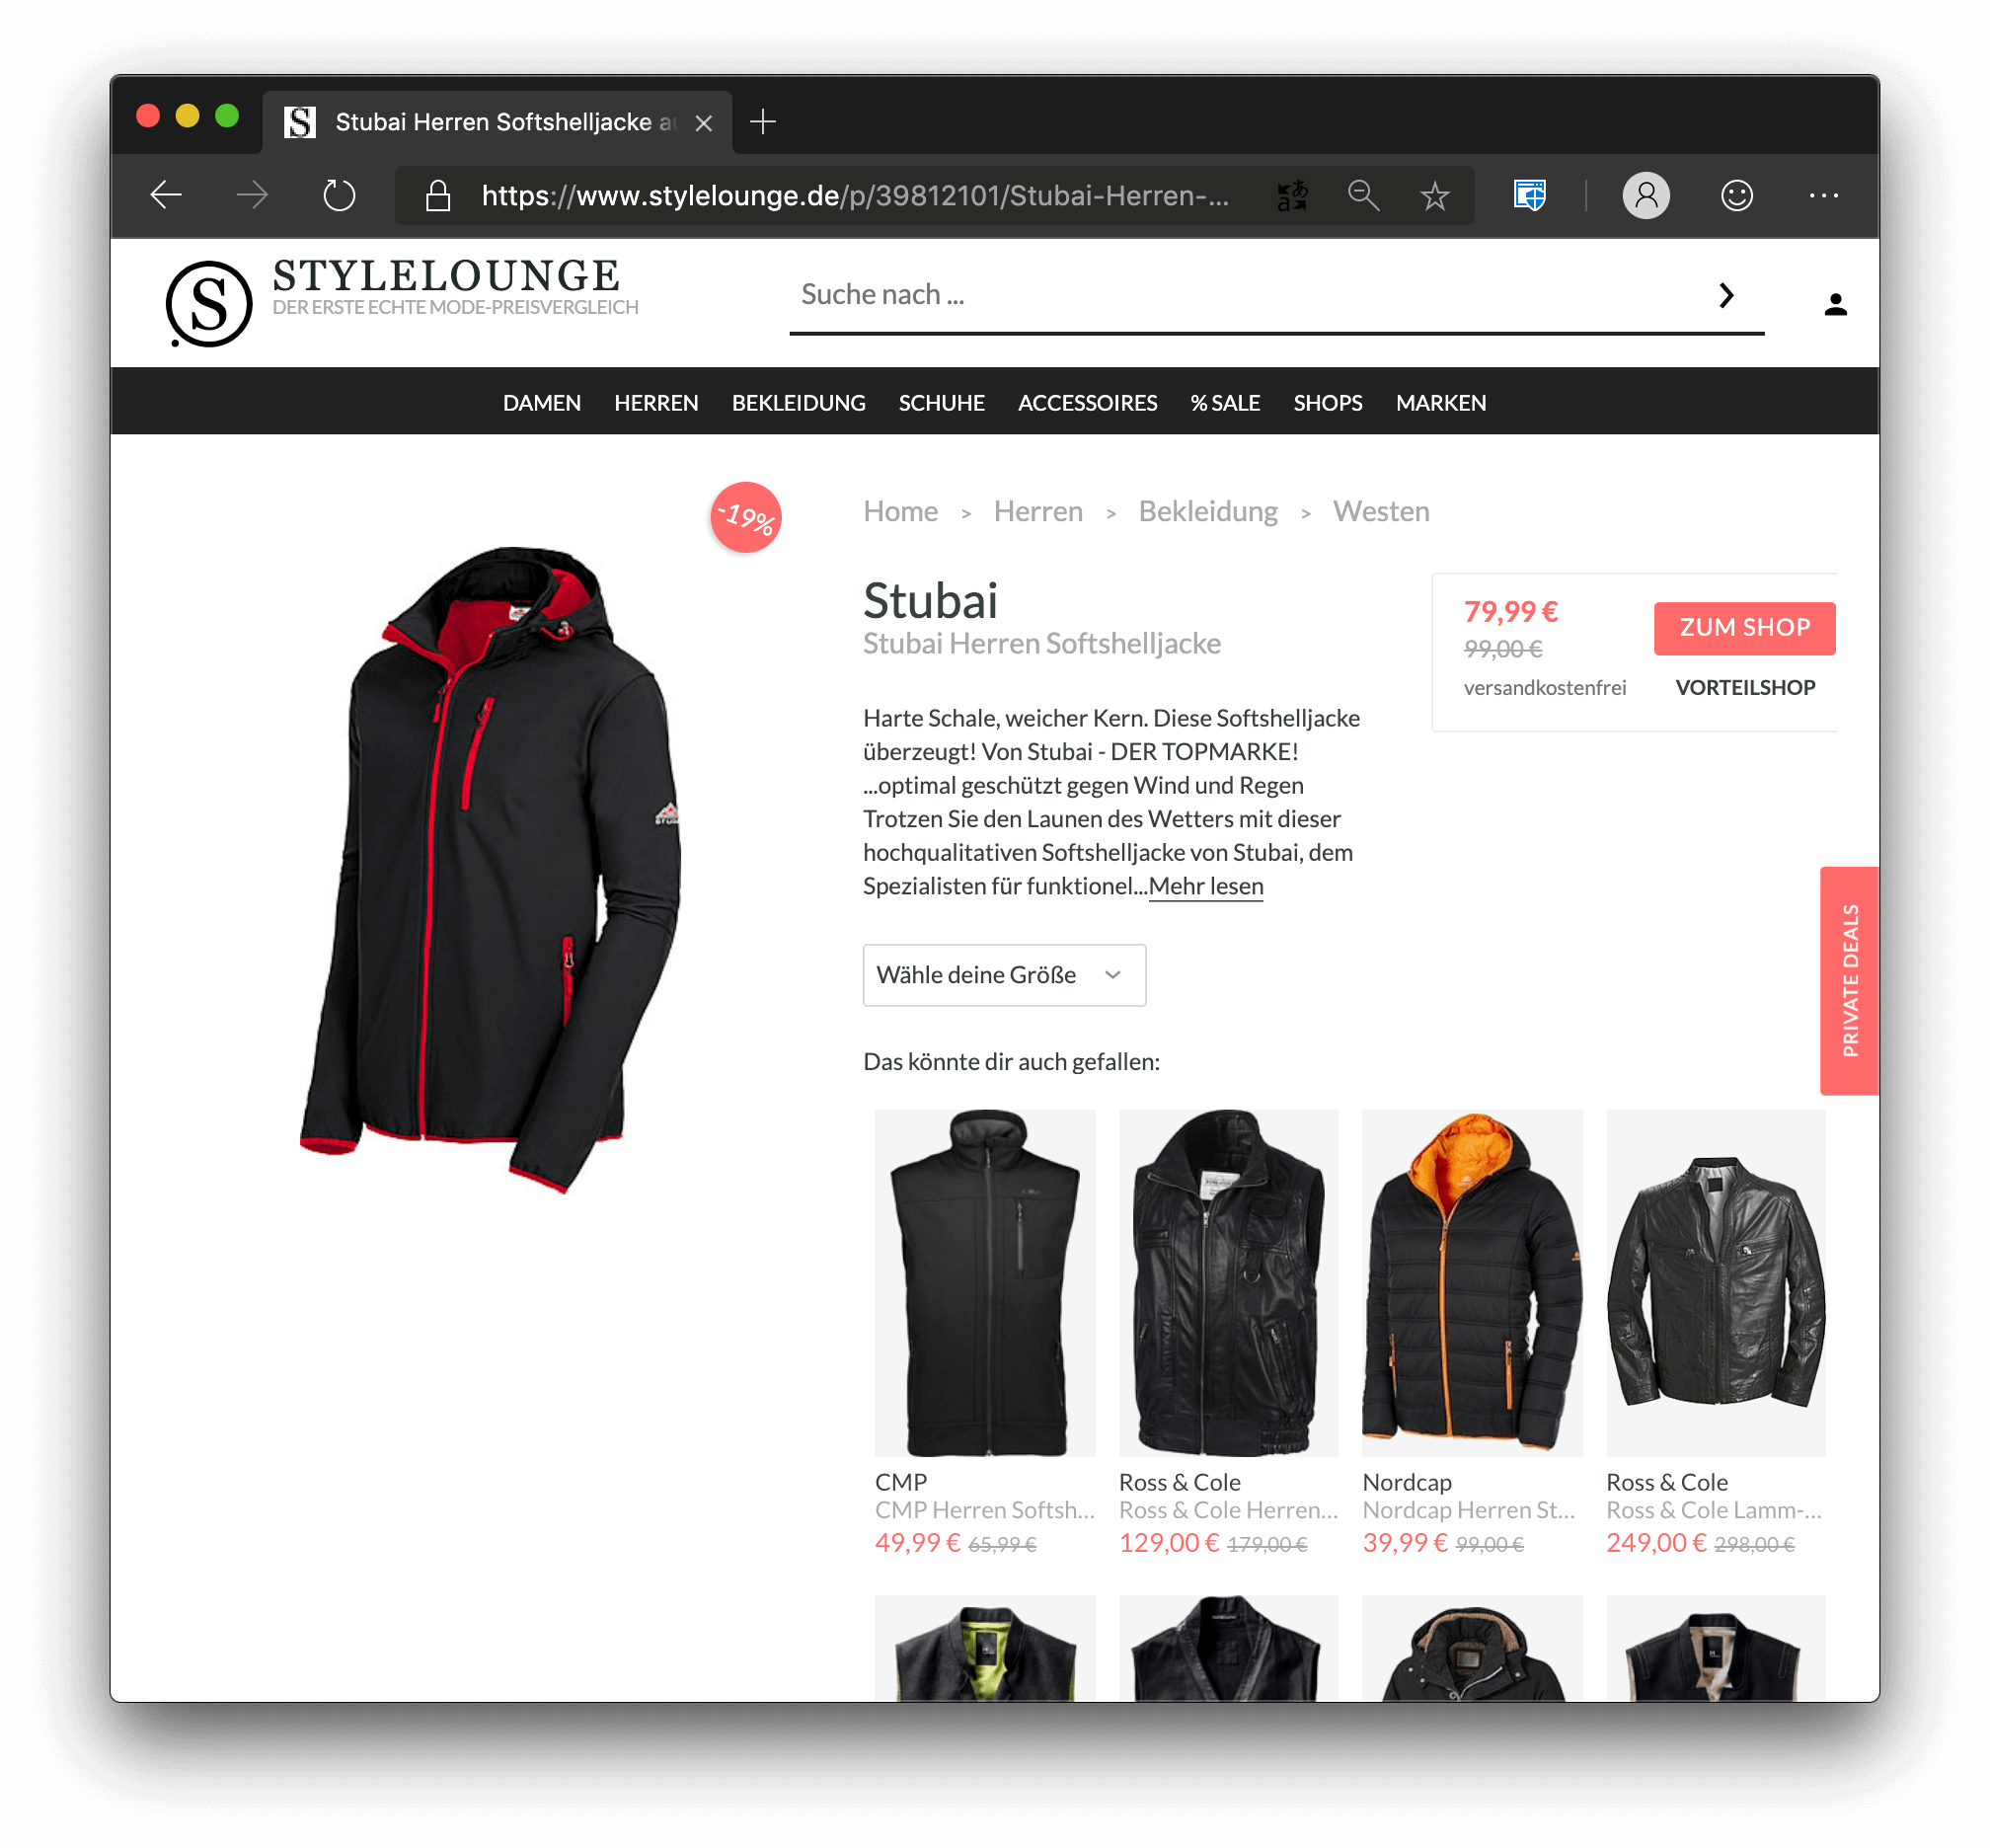 Stubai Herren Softshelljacke
https://www.stylelounge.de/p/39812101/Stubai-Herren-...
S STYLELOUNGE
DER ERSTE ECHTE MODE-PREISVERGLEICH
Suche nach ...
DAMEN HERREN BEKLEIDUNG SCHUHE ACCESSOIRES % SALE SHOPS MARKEN
-19%
Home > Herren > Bekleidung > Westen
Stubai
Stubai Herren Softshelljacke
79,99 €
99,00 €
versandkostenfrei
ZUM SHOP
VORTEILSHOP
Harte Schale, weicher Kern. Diese Softshelljacke
überzeugt! Von Stubai - DER TOPMARKE!
...optimal geschützt gegen Wind und Regen
Trotzen Sie den Launen des Wetters mit dieser
hochqualitativen Softshelljacke von Stubai, dem
Spezialisten für funktionel...Mehr lesen
PRIVATE DEALS
Wähle deine Größe
Das könnte dir auch gefallen:
CMP
CMP Herren Softsh...
49,99 € 65,99 €
Ross & Cole
Ross & Cole Herren...
129,00 € 179,00 €
Nordcap
Nordcap Herren St...
39,99 € 99,00 €
Ross & Cole
Ross & Cole Lamm-...
249,00 € 298,00 €